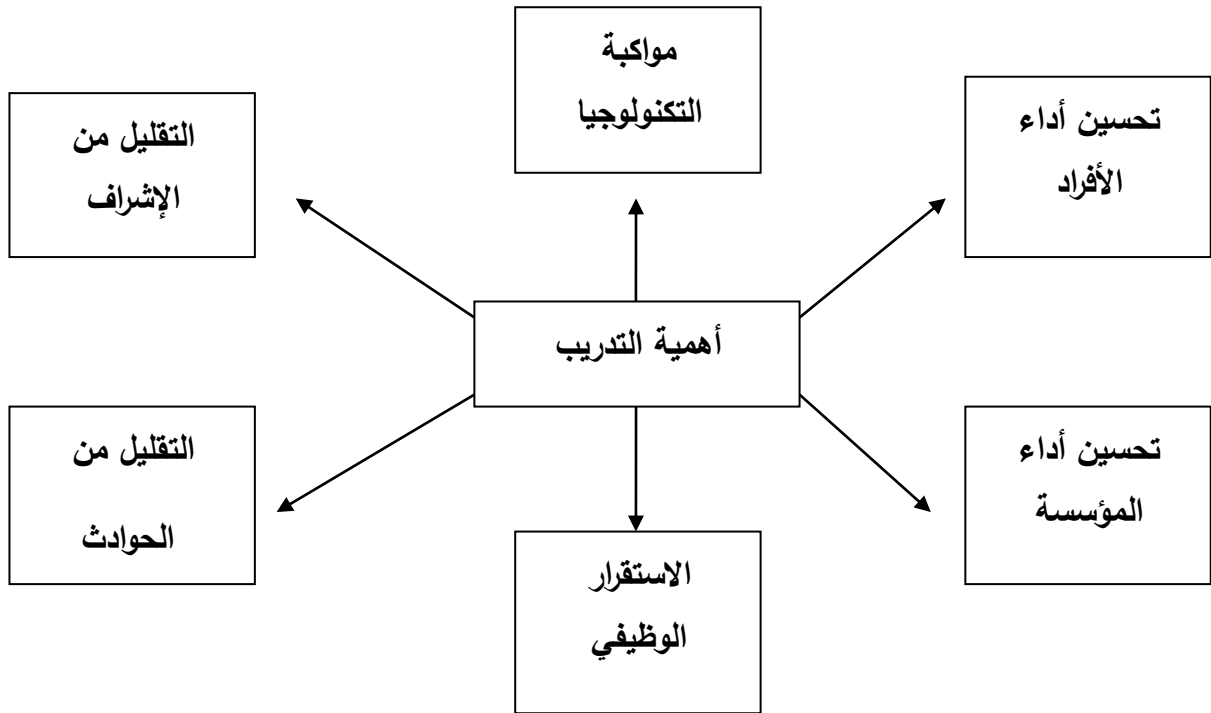 مواكبة
التكنولوجيا
تحسين أداء
الأفراد
التقليل من
الإشراف
أهمية التدريب
تحسين أداء
المؤسسة
التقليل من
الحوادث
الاستقرار
الوظيفي